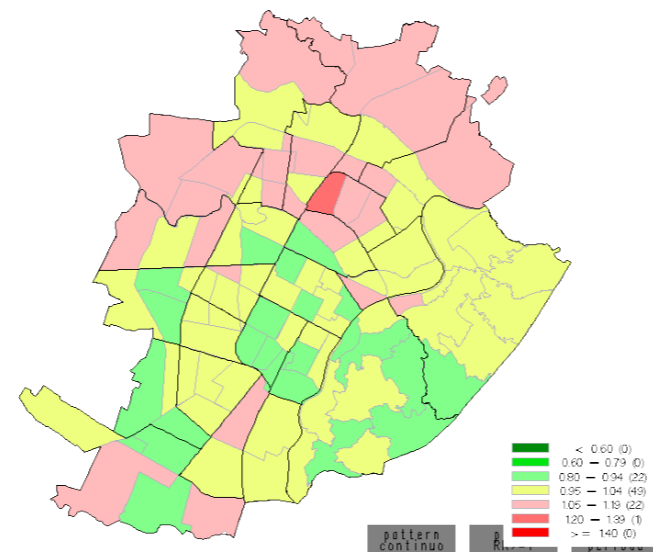 < 0.60 (0)
0.60 – 0.79 (0)
0.80 – 0.94 (22)
0.95 – 1.04 (49)
1.05 – 1.19 (22)
1.20 – 1.39 (1)
>= 1.40 (0)
pattern
continuo